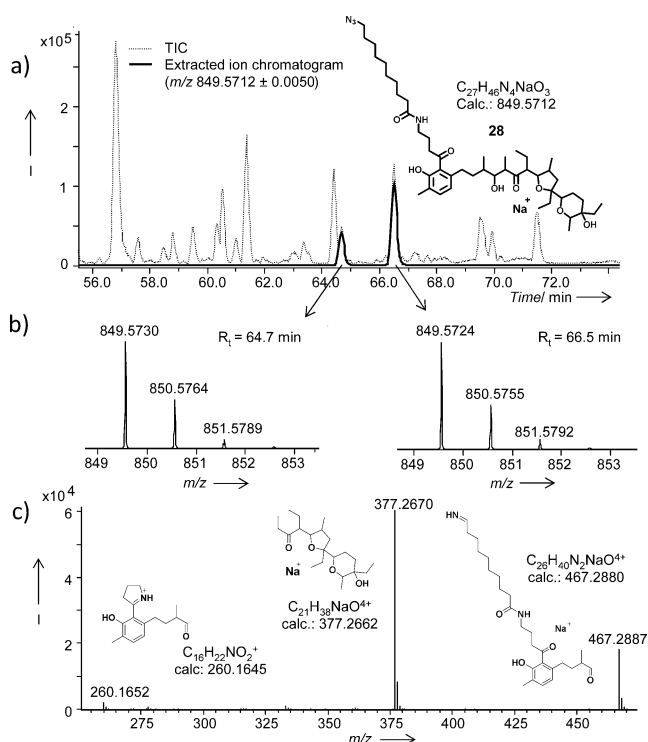 a)
x10⁵
TIC
Extracted ion chromatogram
(m/z 849.5712 ± 0.0050)
N₃
C₂₇H₄₆N₄NaO₃
Calc.: 849.5712
28
O
NH
O
HO
OH
O
O
O
OH
Na⁺
I
2
1
0
56.0 58.0 60.0 62.0 64.0 66.0 68.0 70.0 72.0
Time/ min
b)
849.5730
Rₜ = 64.7 min
850.5764
851.5789
849 850 851 852 853
m/z
849.5724
Rₜ = 66.5 min
850.5755
851.5792
849 850 851 852 853
m/z
c)
x10⁴
6
4
2
0
I
377.2670
O
O
O
OH
Na⁺
C₂₁H₃₈NaO⁴⁺
calc.: 377.2662
HN
O
NH
O
HO
O
Na⁺
C₂₆H₄₀N₂NaO⁴⁺
calc.: 467.2880
467.2887
NH
+
HO
O
C₁₆H₂₂NO₂⁺
calc: 260.1645
260.1652
275 300 325 350 375 400 425 450
m/z